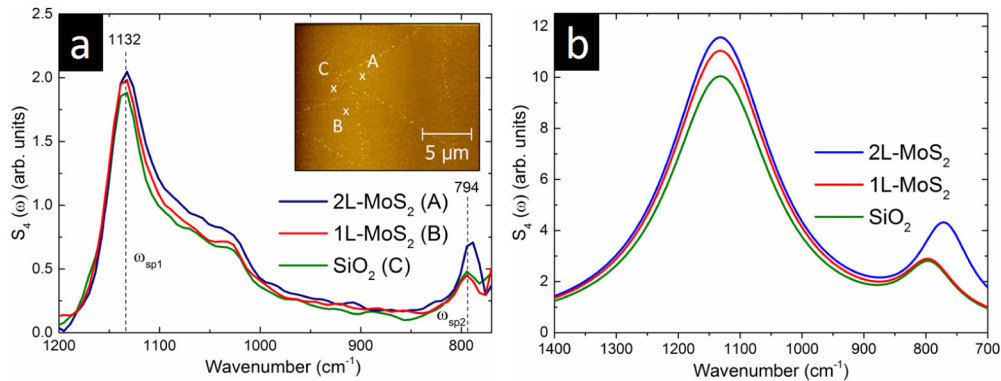 a
1132
S₄ (ω) (arb. units)
2.5
2.0
1.5
1.0
0.5
0.0
C
A
B
5 μm
794
2L-MoS₂ (A)
1L-MoS₂ (B)
SiO₂ (C)
ω_sp1
ω_sp2
1200 1100 1000 900 800
Wavenumber (cm⁻¹)
b
S₄ (ω) (arb. units)
12
10
8
6
4
2
0
2L-MoS₂
1L-MoS₂
SiO₂
1400 1300 1200 1100 1000 900 800 700
Wavenumber (cm⁻¹)